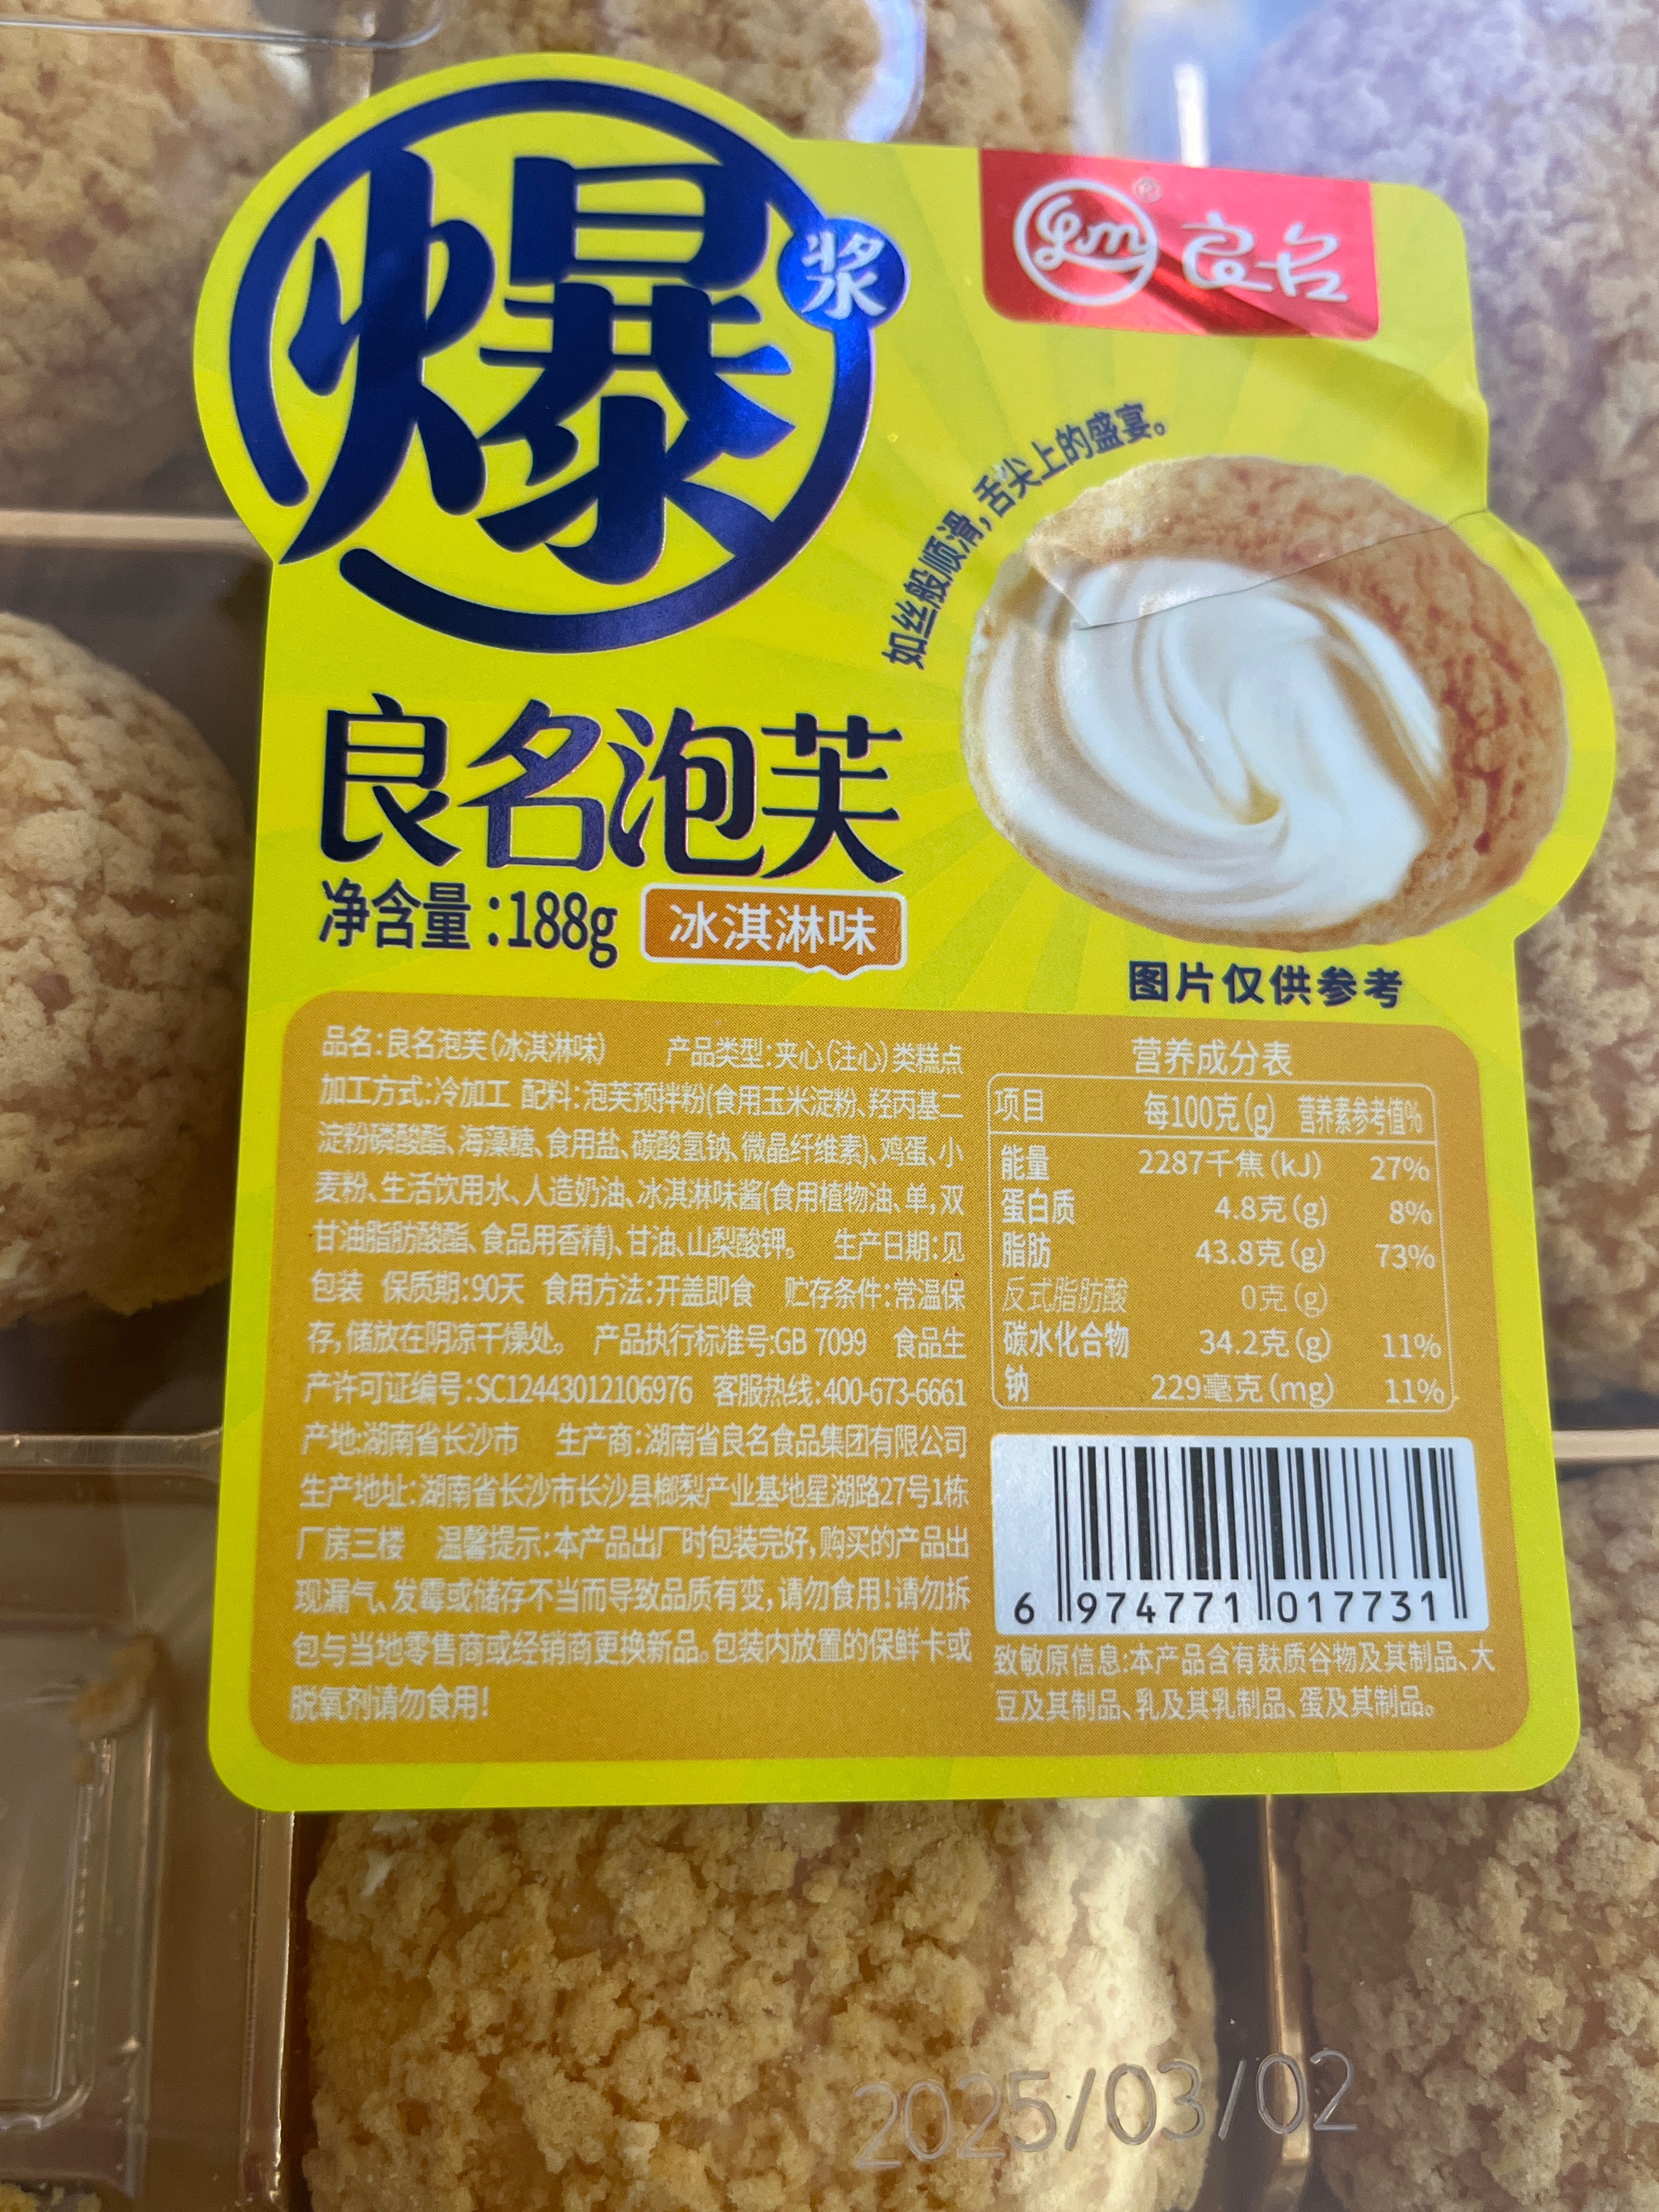 爆
浆
lm® 良名
如丝般顺滑,舌尖上的盛宴。
良名泡芙
净含量:188g 冰淇淋味
图片仅供参考
品名:良名泡芙(冰淇淋味) 产品类型:夹心(注心)类糕点
加工方式:冷加工 配料:泡芙预拌粉(食用玉米淀粉、羟丙基二
淀粉磷酸酯、海藻糖、食用盐、碳酸氢钠、微晶纤维素)、鸡蛋、小
麦粉、生活饮用水、人造奶油、冰淇淋味酱(食用植物油、单,双
甘油脂肪酸酯、食品用香精)、甘油、山梨酸钾。 生产日期:见
包装 保质期:90天 食用方法:开盖即食 贮存条件:常温保
存,储放在阴凉干燥处。 产品执行标准号:GB 7099 食品生
产许可证编号:SC12443012106976 客服热线:400-673-6661
产地:湖南省长沙市 生产商:湖南省良名食品集团有限公司
生产地址:湖南省长沙市长沙县榔梨产业基地星湖路27号1栋
厂房三楼 温馨提示:本产品出厂时包装完好,购买的产品出
现漏气、发霉或储存不当而导致品质有变,请勿食用!请勿拆
包与当地零售商或经销商更换新品。包装内放置的保鲜卡或
脱氧剂请勿食用!
营养成分表
项目 每100克(g) 营养素参考值%
能量 2287千焦(kJ) 27%
蛋白质 4.8克(g) 8%
脂肪 43.8克(g) 73%
反式脂肪酸 0克(g)
碳水化合物 34.2克(g) 11%
钠 229毫克(mg) 11%
6 974771 017731
致敏原信息:本产品含有麸质谷物及其制品、大
豆及其制品、乳及其乳制品、蛋及其制品。
2025/03/02